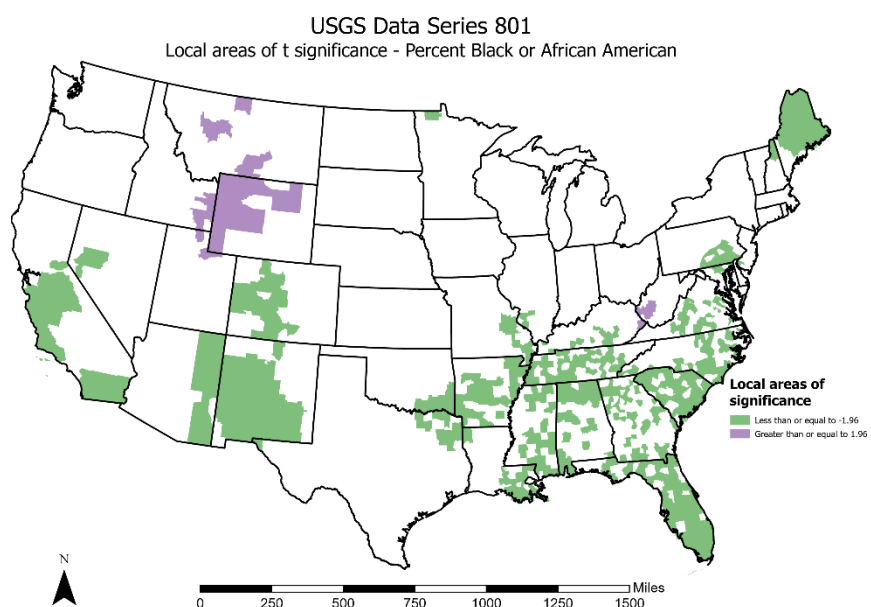 USGS Data Series 801
Local areas of t significance - Percent Black or African American
Local areas of
significance
Less than or equal to -1.96
Greater than or equal to 1.96
N
Miles
0 250 500 750 1000 1250 1500